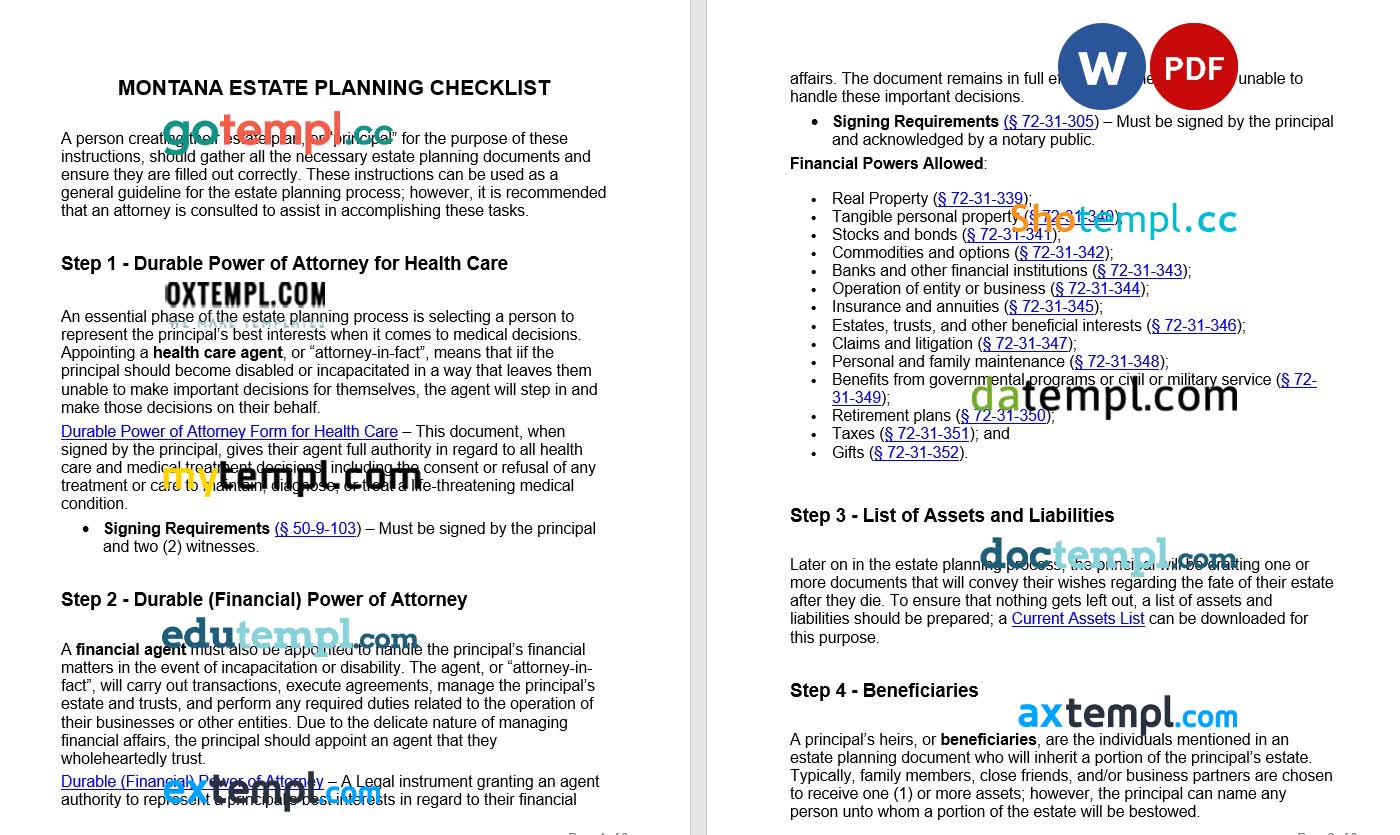 MONTANA ESTATE PLANNING CHECKLIST
gotempl.cc
A person creating their estate plan, or “principal” for the purpose of these
instructions, should gather all the necessary estate planning documents and
ensure they are filled out correctly. These instructions can be used as a
general guideline for the estate planning process; however, it is recommended
that an attorney is consulted to assist in accomplishing these tasks.
Step 1 - Durable Power of Attorney for Health Care
OXTEMPL.COM
WE MAKE TEMPLATES
An essential phase of the estate planning process is selecting a person to
represent the principal’s best interests when it comes to medical decisions.
Appointing a health care agent, or “attorney-in-fact”, means that iif the
principal should become disabled or incapacitated in a way that leaves them
unable to make important decisions for themselves, the agent will step in and
make those decisions on their behalf.
Durable Power of Attorney Form for Health Care – This document, when
signed by the principal, gives their agent full authority in regard to all health
care and medical treatment decisions, including the consent or refusal of any
mytempl.com
treatment or care to maintain, diagnose, or treat a life-threatening medical
condition.
• Signing Requirements (§ 50-9-103) – Must be signed by the principal
and two (2) witnesses.
Step 2 - Durable (Financial) Power of Attorney
edutempl.com
A financial agent must also be appointed to handle the principal’s financial
matters in the event of incapacitation or disability. The agent, or “attorney-in-
fact”, will carry out transactions, execute agreements, manage the principal’s
estate and trusts, and perform any required duties related to the operation of
their businesses or other entities. Due to the delicate nature of managing
financial affairs, the principal should appoint an agent that they
wholeheartedly trust.
Durable (Financial) Power of Attorney – A Legal instrument granting an agent
extempl.com
authority to represent a principal’s best interests in regard to their financial
W PDF
affairs. The document remains in full unable to
handle these important decisions.
• Signing Requirements (§ 72-31-305) – Must be signed by the principal
and acknowledged by a notary public.
Financial Powers Allowed:
• Real Property (§ 72-31-339);
• Tangible personal property (§ 72-31-340);
Shotempl.cc
• Stocks and bonds (§ 72-31-341);
• Commodities and options (§ 72-31-342);
• Banks and other financial institutions (§ 72-31-343);
• Operation of entity or business (§ 72-31-344);
• Insurance and annuities (§ 72-31-345);
• Estates, trusts, and other beneficial interests (§ 72-31-346);
• Claims and litigation (§ 72-31-347);
• Personal and family maintenance (§ 72-31-348);
• Benefits from governmental programs or civil or military service (§ 72-
31-349);
datempl.com
• Retirement plans (§ 72-31-350);
• Taxes (§ 72-31-351); and
• Gifts (§ 72-31-352).
Step 3 - List of Assets and Liabilities
doctempl.com
Later on in the estate planning process, the principal will be drafting one or
more documents that will convey their wishes regarding the fate of their estate
after they die. To ensure that nothing gets left out, a list of assets and
liabilities should be prepared; a Current Assets List can be downloaded for
this purpose.
Step 4 - Beneficiaries
axtempl.com
A principal’s heirs, or beneficiaries, are the individuals mentioned in an
estate planning document who will inherit a portion of the principal’s estate.
Typically, family members, close friends, and/or business partners are chosen
to receive one (1) or more assets; however, the principal can name any
person unto whom a portion of the estate will be bestowed.